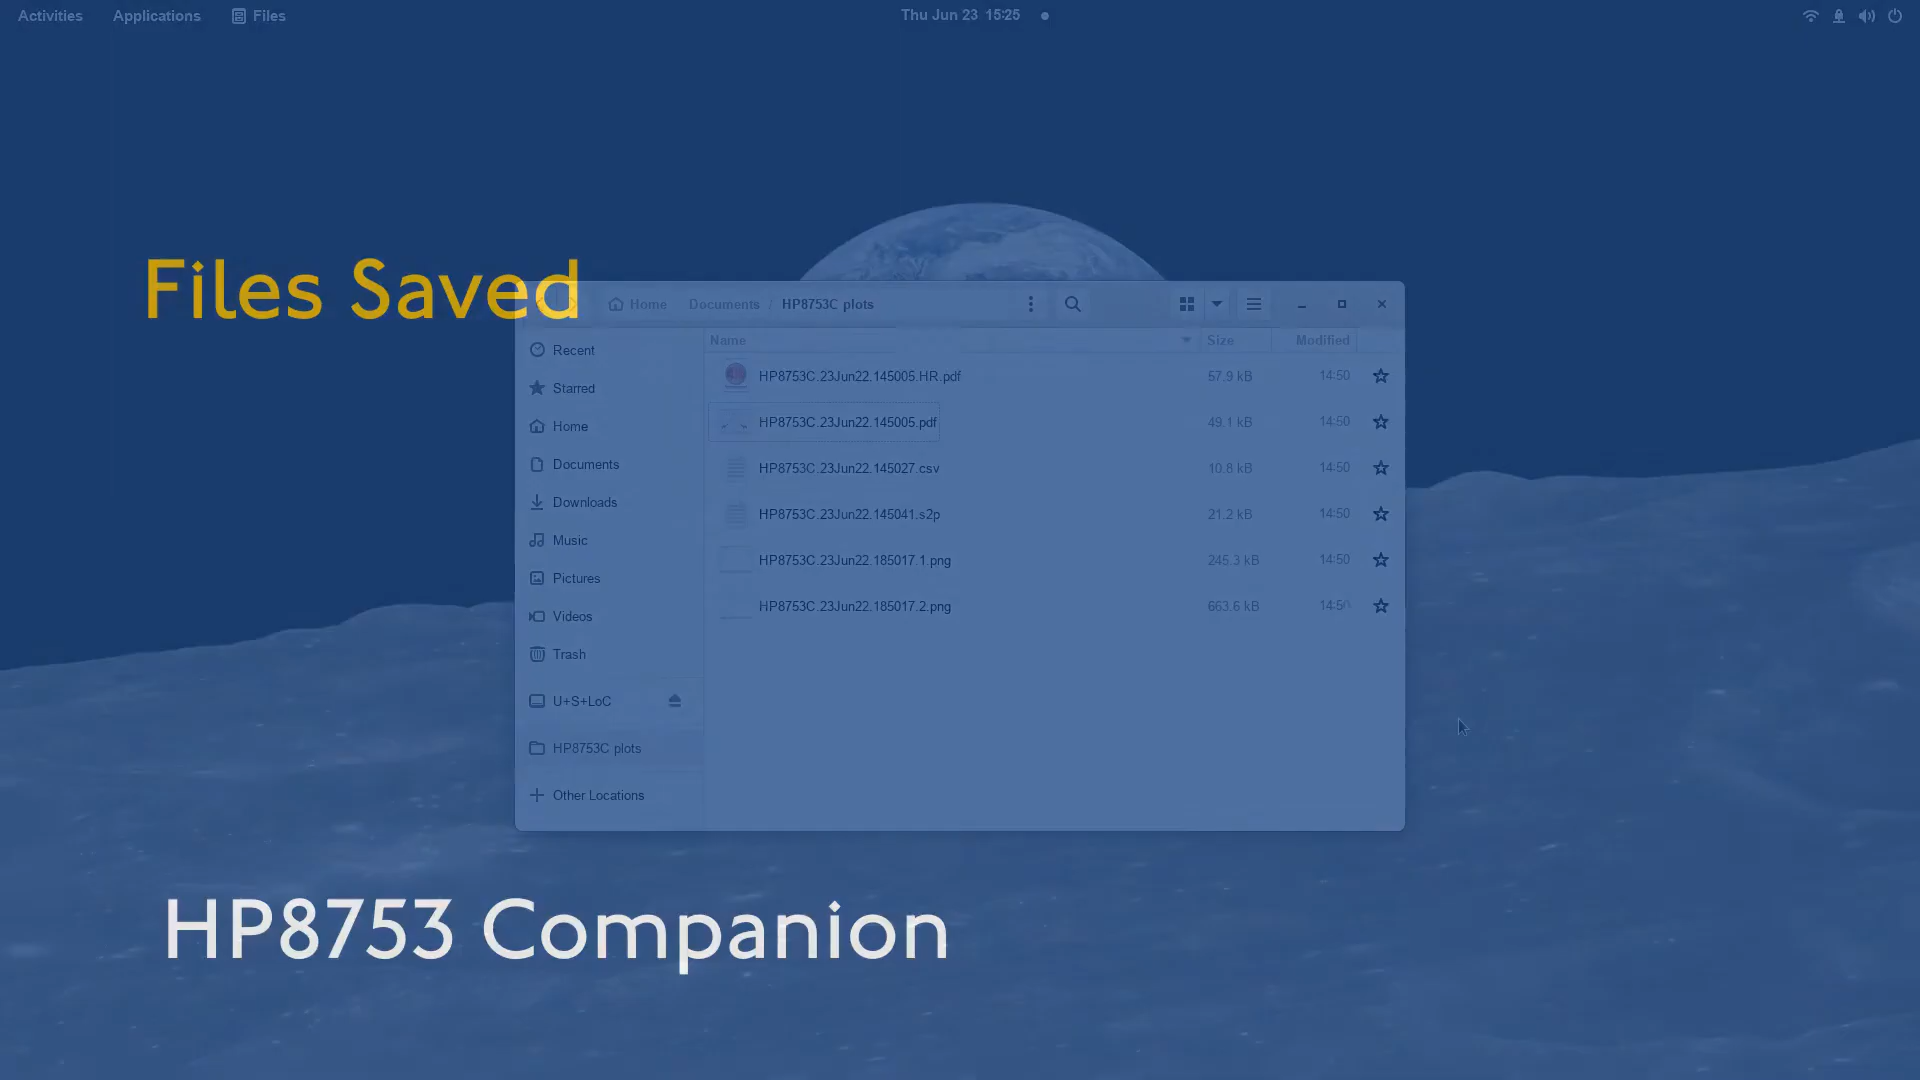 Activities Applications Files Thu Jun 23 15:25
Files Saved
Home Documents / HP8753C plots
Name Size Modified
Recent
Starred
Home
Documents
Downloads
Music
Pictures
Videos
Trash
U+S+LoC
HP8753C plots
Other Locations
HP8753C.23Jun22.145005.HR.pdf 57.9 kB 14:50
HP8753C.23Jun22.145005.pdf 49.1 kB 14:50
HP8753C.23Jun22.145027.csv 10.8 kB 14:50
HP8753C.23Jun22.145041.s2p 21.2 kB 14:50
HP8753C.23Jun22.185017.1.png 245.3 kB 14:50
HP8753C.23Jun22.185017.2.png 663.6 kB 14:50
HP8753 Companion